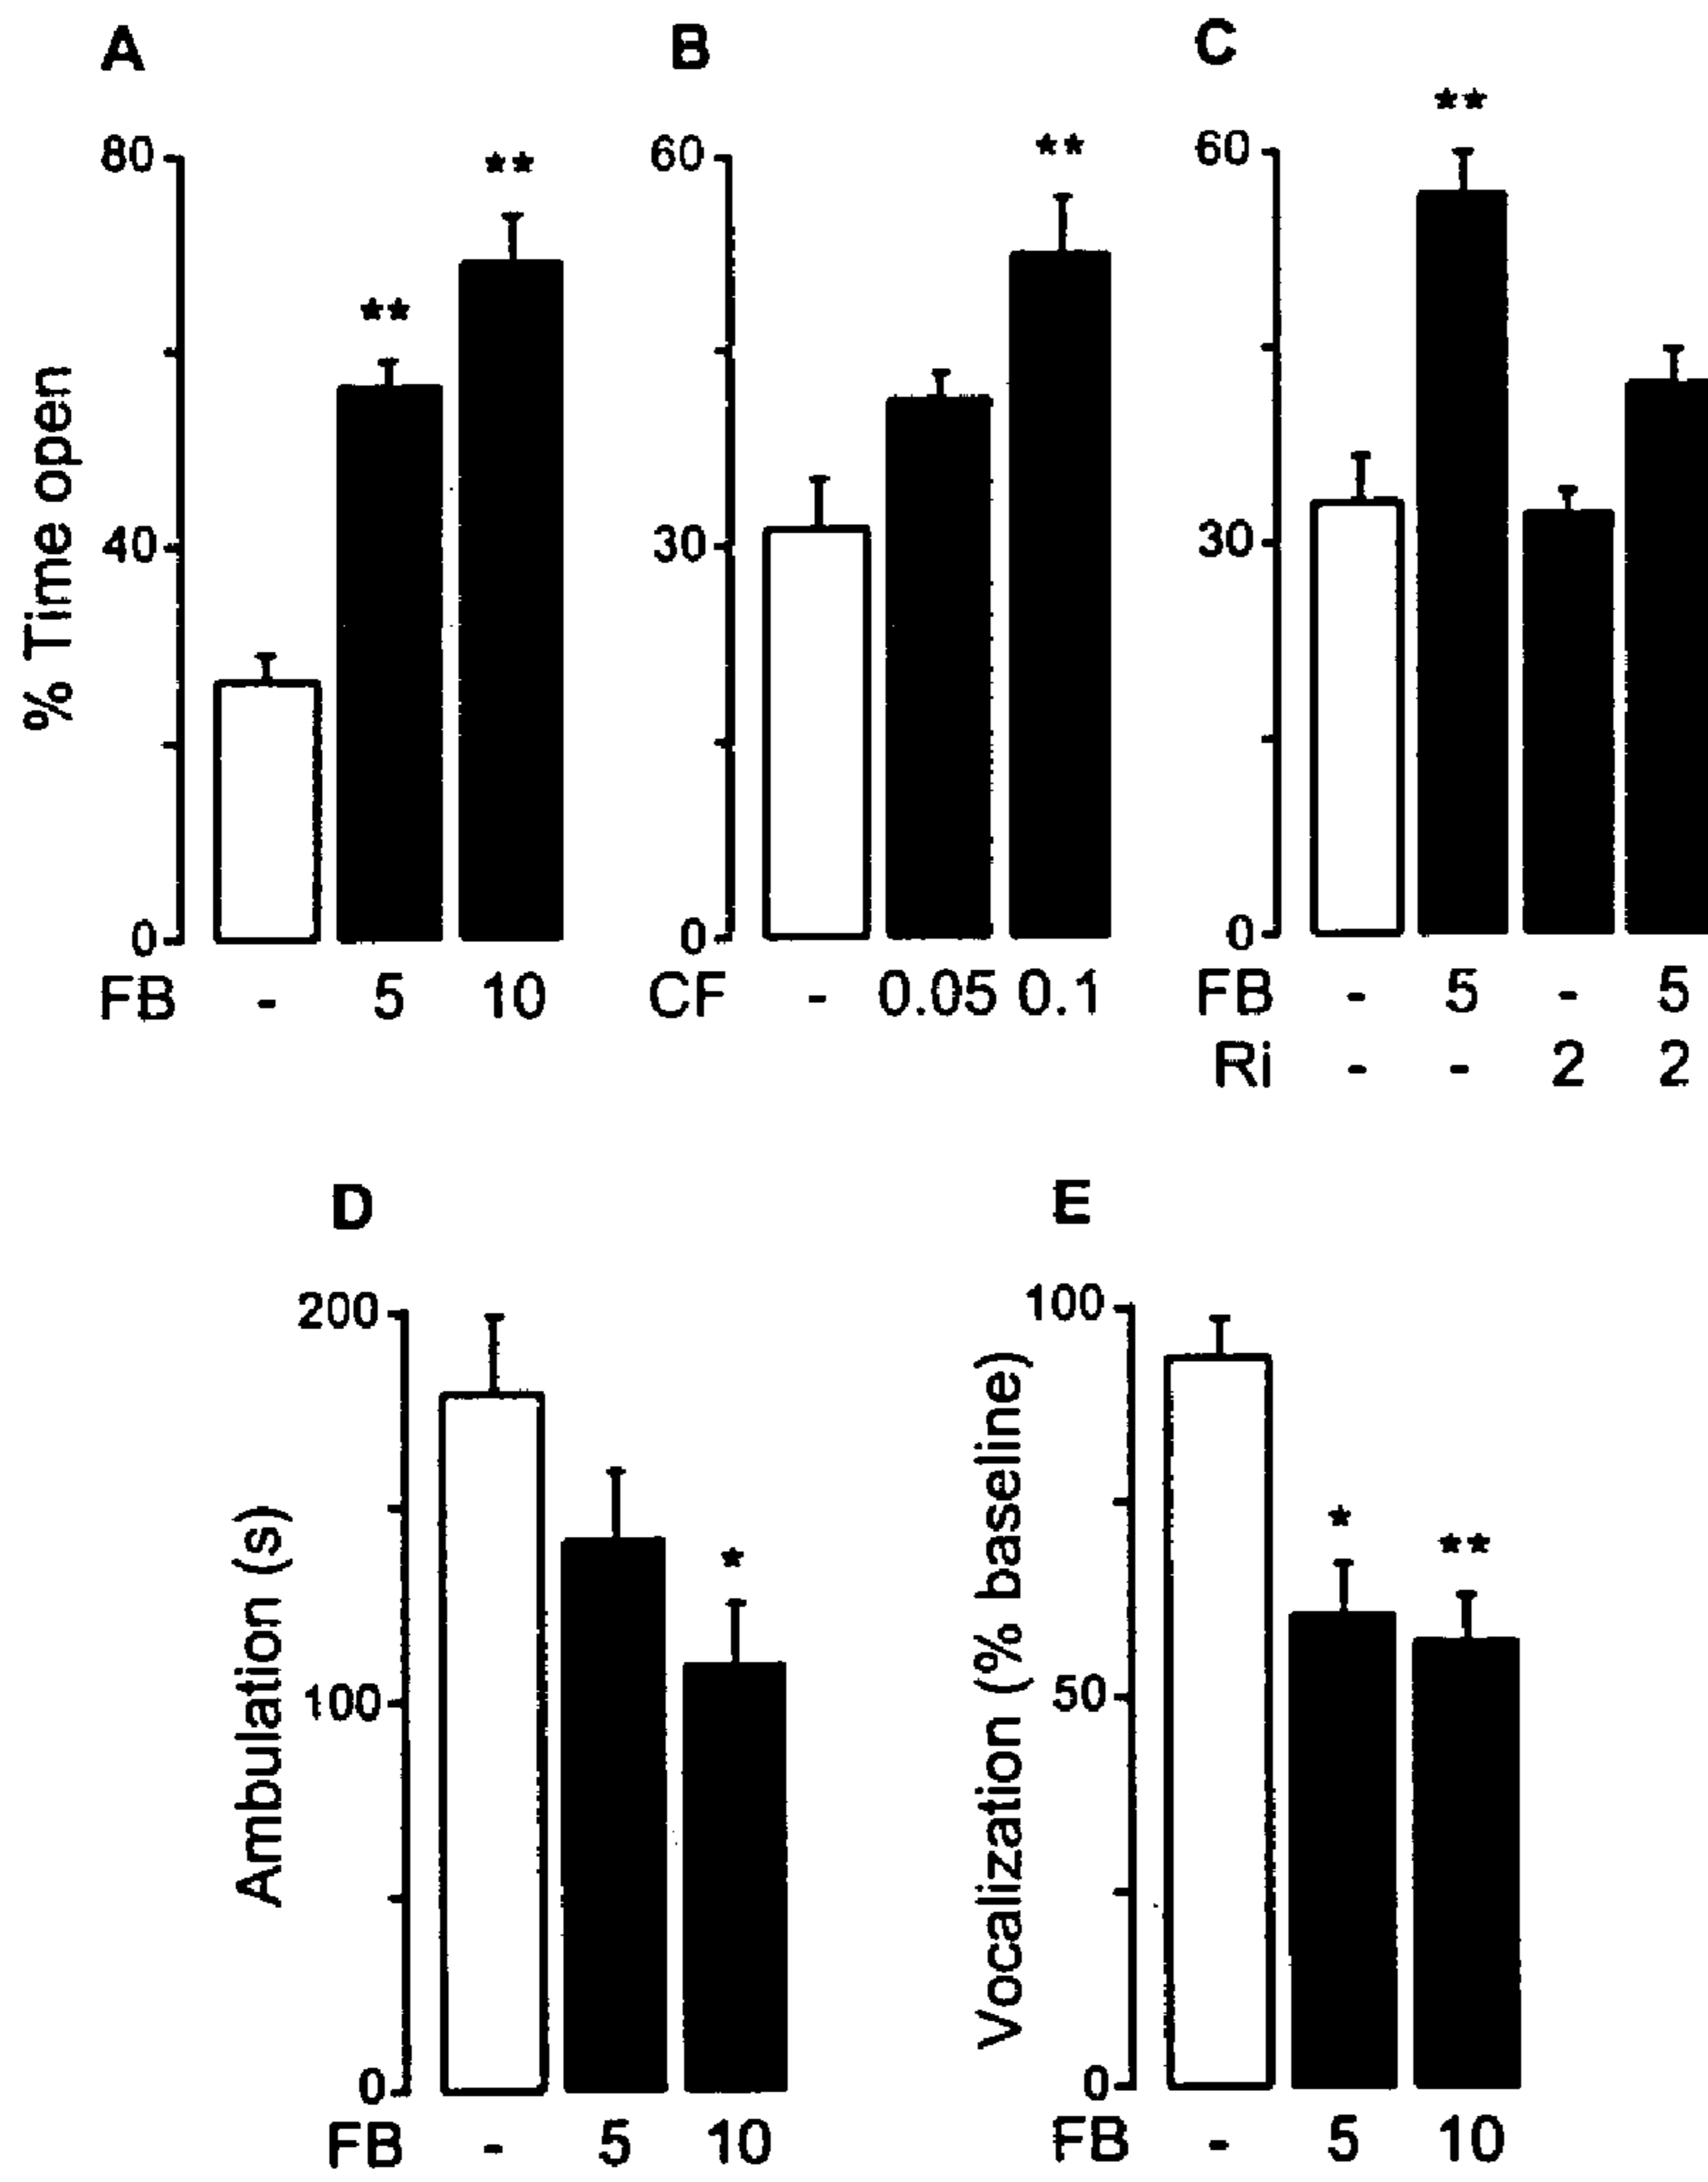 A
B
C
80
40
0
% Time open
**
**
FB - 5 10
60
30
0
**
CF - 0.05 0.1
60
30
0
**
FB - 5 - 5
Ri - - 2 2
D
E
200
100
0
Ambulation (s)
*
FB - 5 10
100
50
0
Vocalization (% baseline)
*
**
FB - 5 10